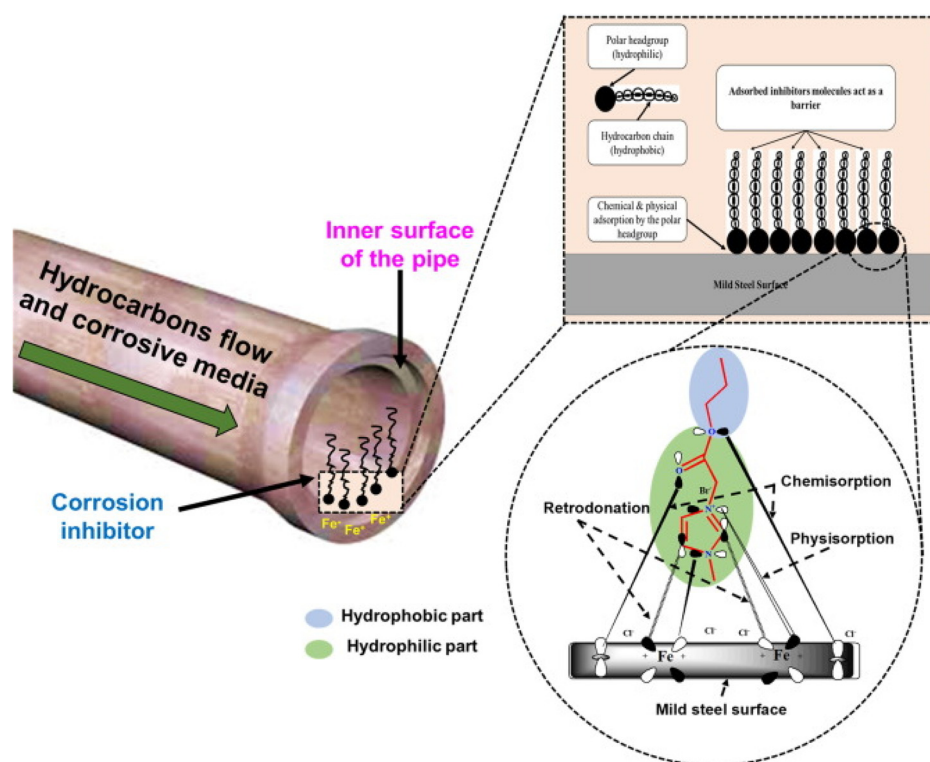 Hydrocarbons flow
and corrosive media
Inner surface
of the pipe
Corrosion
inhibitor
Fe⁺
Fe⁺
Fe⁺
Polar headgroup
(hydrophilic)
Hydrocarbon chain
(hydrophobic)
Adsorbed inhibitors molecules act as a
barrier
Chemical & physical
adsorption by the polar
headgroup
Mild Steel Surface
O
O
Br⁻
N⁺
N
Retrodonation
Chemisorption
Physisorption
Cl⁻
Cl⁻
Cl⁻
Cl⁻
Cl⁻
+ Fe +
+ Fe +
Mild steel surface
Hydrophobic part
Hydrophilic part